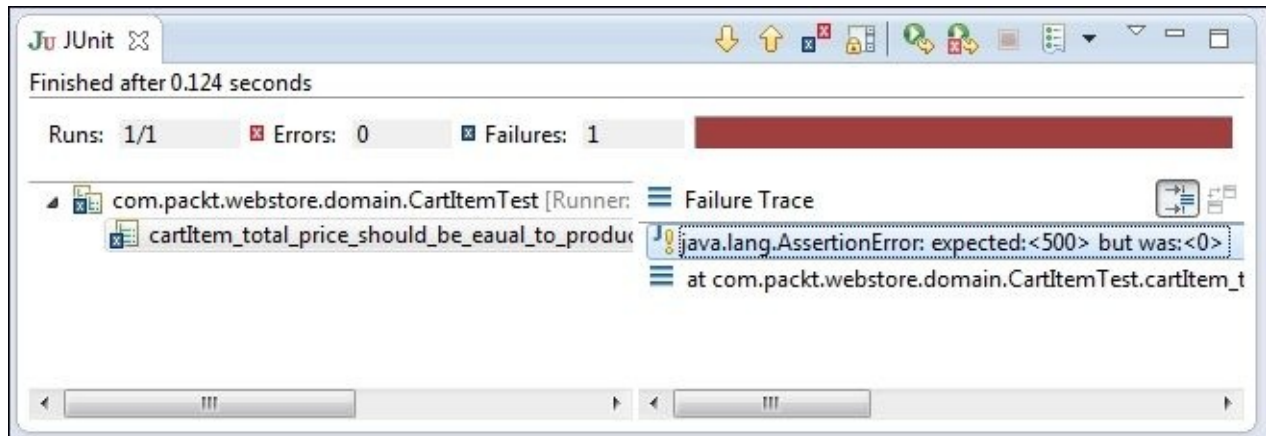 JU JUnit
Finished after 0.124 seconds
Runs: 1/1 Errors: 0 Failures: 1
com.packt.webstore.domain.CartItemTest [Runner:
Failure Trace
cartItem_total_price_should_be_eaual_to_produc
java.lang.AssertionError: expected:<500> but was:<0>
at com.packt.webstore.domain.CartItemTest.cartItem_t